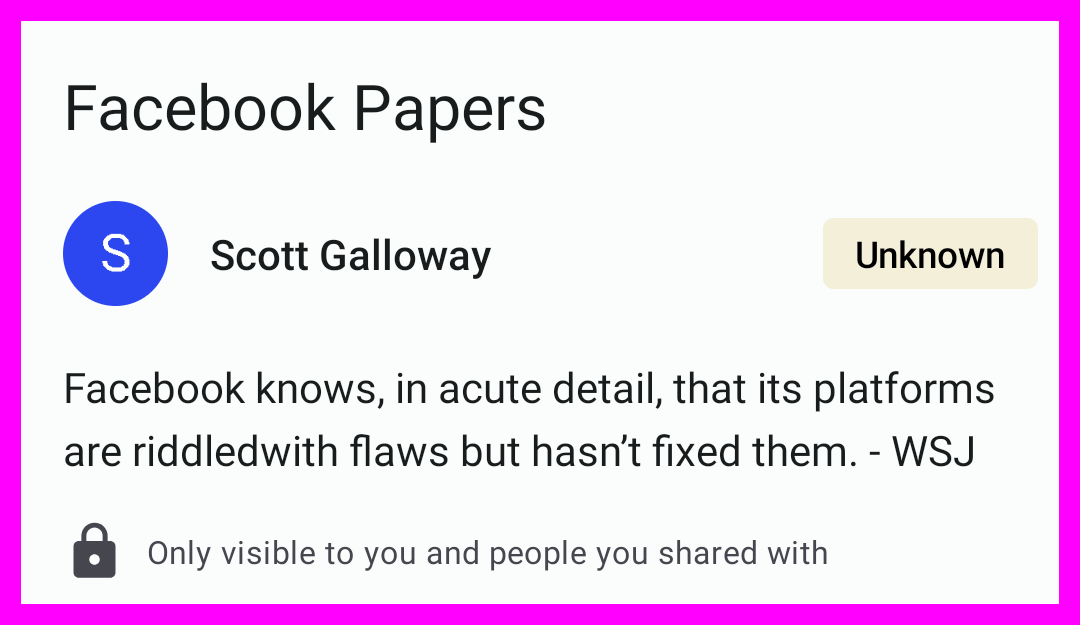 Facebook Papers
S
Scott Galloway
Unknown
Facebook knows, in acute detail, that its platforms
are riddledwith flaws but hasn’t fixed them. - WSJ
Only visible to you and people you shared with